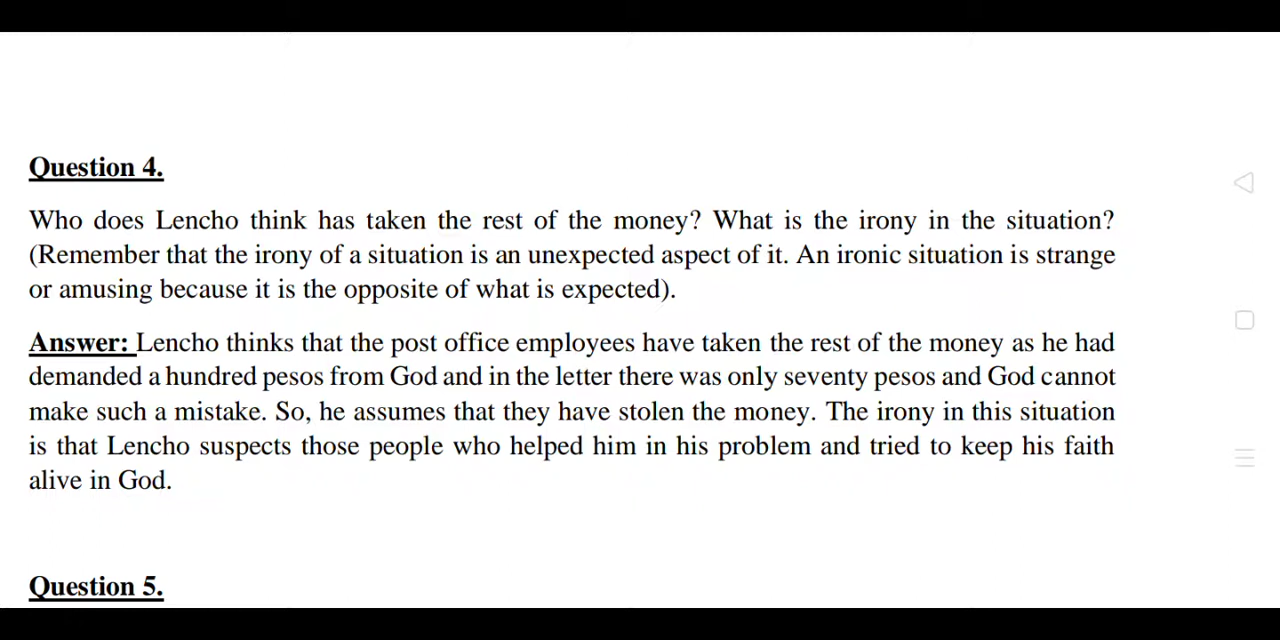 Question 4.
Who does Lencho think has taken the rest of the money? What is the irony in the situation?
(Remember that the irony of a situation is an unexpected aspect of it. An ironic situation is strange
or amusing because it is the opposite of what is expected).
Answer: Lencho thinks that the post office employees have taken the rest of the money as he had
demanded a hundred pesos from God and in the letter there was only seventy pesos and God cannot
make such a mistake. So, he assumes that they have stolen the money. The irony in this situation
is that Lencho suspects those people who helped him in his problem and tried to keep his faith
alive in God.
Question 5.